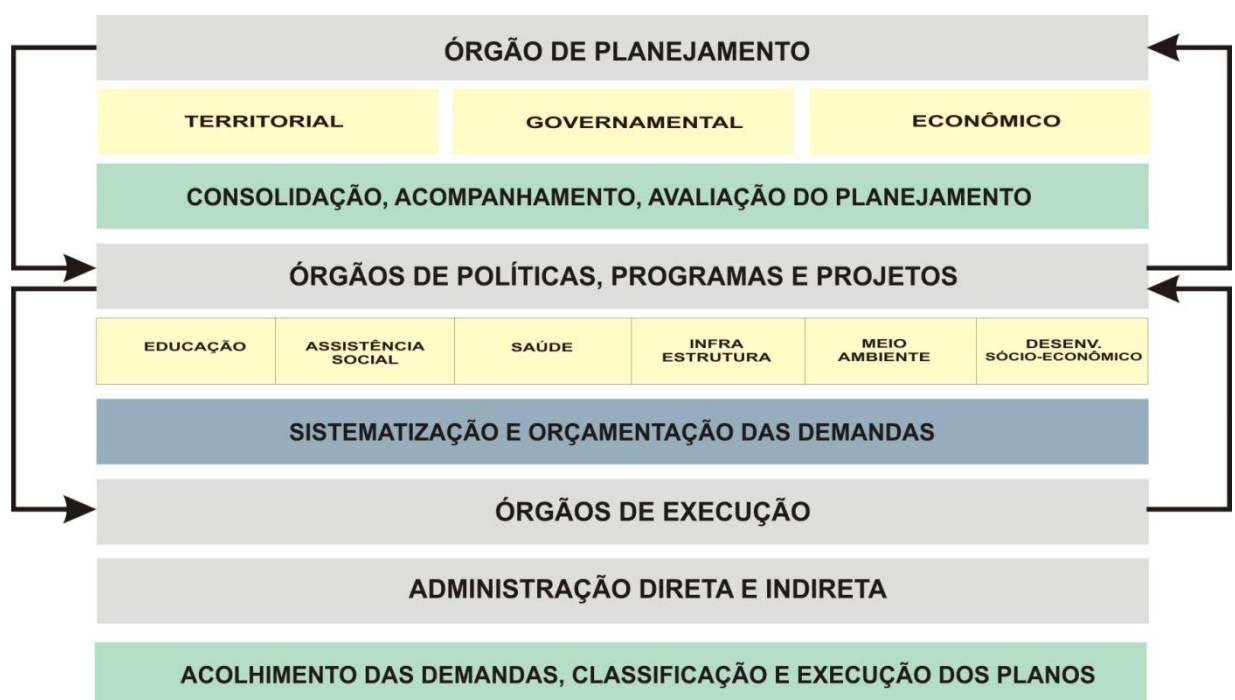 ÓRGÃO DE PLANEJAMENTO
TERRITORIAL
GOVERNAMENTAL
ECONÔMICO
CONSOLIDAÇÃO, ACOMPANHAMENTO, AVALIAÇÃO DO PLANEJAMENTO
ÓRGÃOS DE POLÍTICAS, PROGRAMAS E PROJETOS
EDUCAÇÃO
ASSISTÊNCIA
SOCIAL
SAÚDE
INFRA
ESTRUTURA
MEIO
AMBIENTE
DESENV.
SÓCIO-ECONÔMICO
SISTEMATIZAÇÃO E ORÇAMENTAÇÃO DAS DEMANDAS
ÓRGÃOS DE EXECUÇÃO
ADMINISTRAÇÃO DIRETA E INDIRETA
ACOLHIMENTO DAS DEMANDAS, CLASSIFICAÇÃO E EXECUÇÃO DOS PLANOS